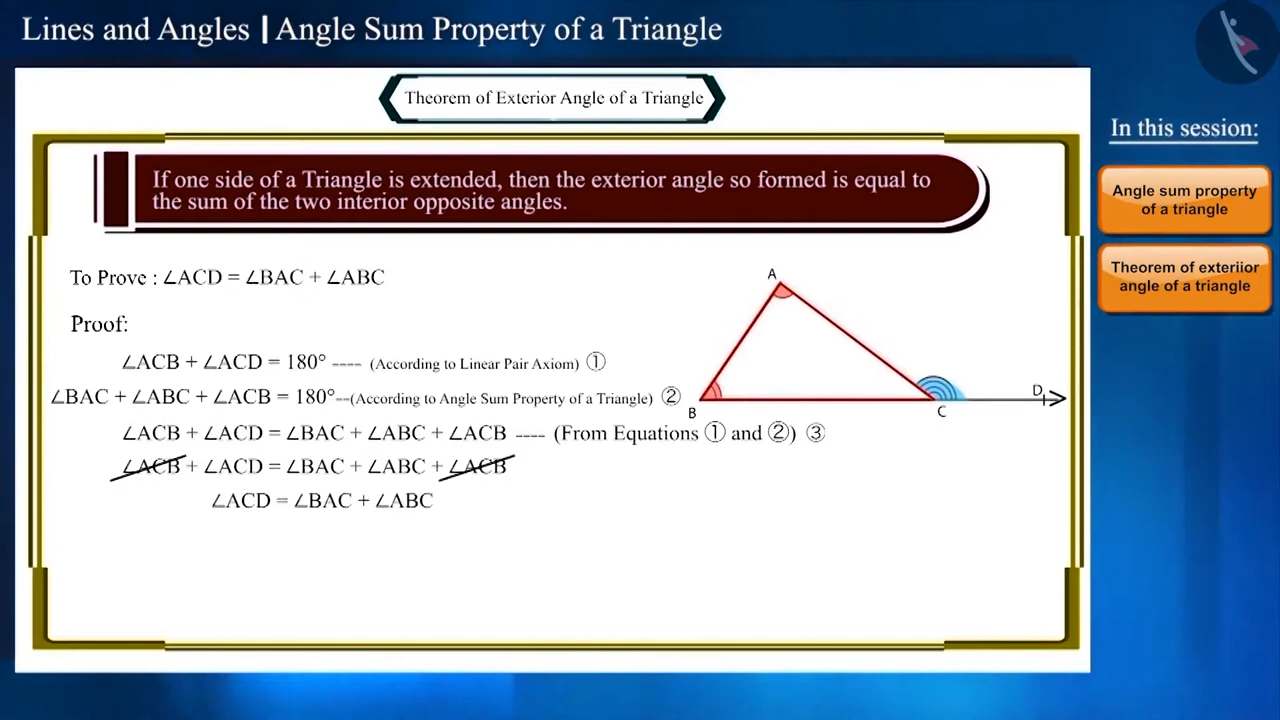 Lines and Angles | Angle Sum Property of a Triangle
Theorem of Exterior Angle of a Triangle
In this session:
Angle sum property
of a triangle
Theorem of exteriior
angle of a triangle
If one side of a Triangle is extended, then the exterior angle so formed is equal to
the sum of the two interior opposite angles.
To Prove : ∠ACD = ∠BAC + ∠ABC
Proof:
∠ACB + ∠ACD = 180° ---- (According to Linear Pair Axiom) ①
∠BAC + ∠ABC + ∠ACB = 180°--(According to Angle Sum Property of a Triangle) ②
∠ACB + ∠ACD = ∠BAC + ∠ABC + ∠ACB ---- (From Equations ① and ②) ③
∠ACB + ∠ACD = ∠BAC + ∠ABC + ∠ACB
∠ACD = ∠BAC + ∠ABC
A
B
C
D